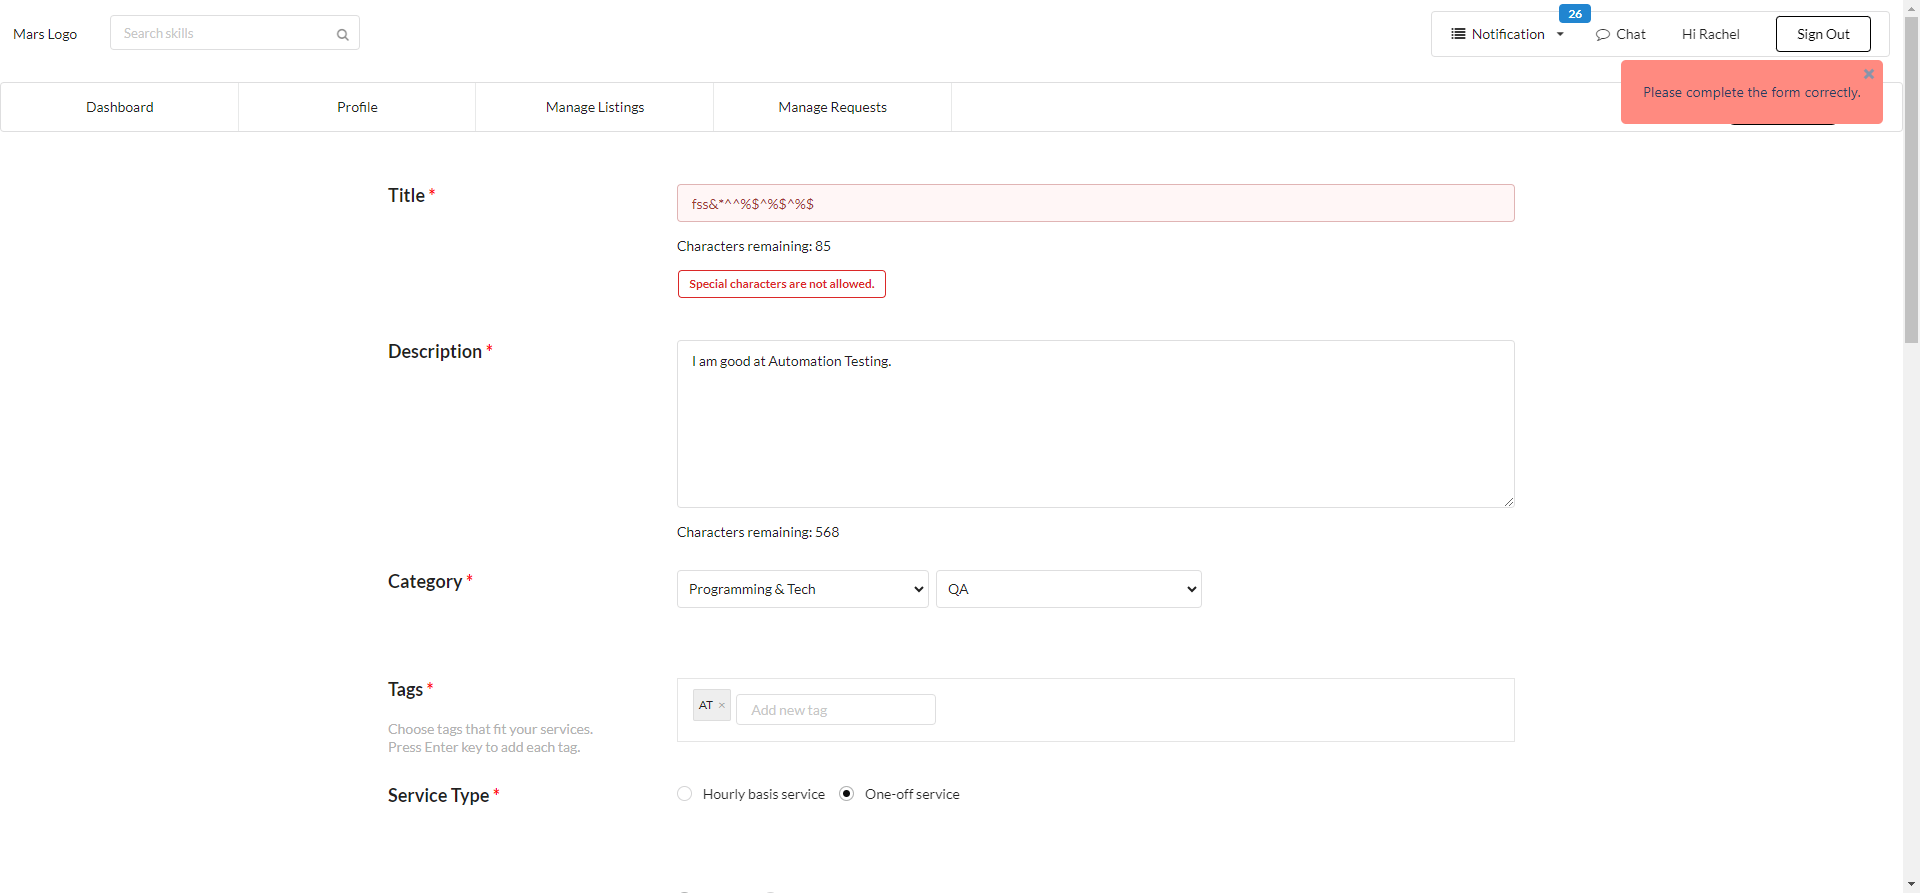 Mars Logo
Search skills
Notification
26
Chat
Hi Rachel
Sign Out
Please complete the form correctly.
Dashboard
Profile
Manage Listings
Manage Requests
Title *
fss&*^^%$^%$^%$
Characters remaining: 85
Special characters are not allowed.
Description *
I am good at Automation Testing.
Characters remaining: 568
Category *
Programming & Tech
QA
Tags *
Choose tags that fit your services.
Press Enter key to add each tag.
AT ×
Add new tag
Service Type *
Hourly basis service
One-off service